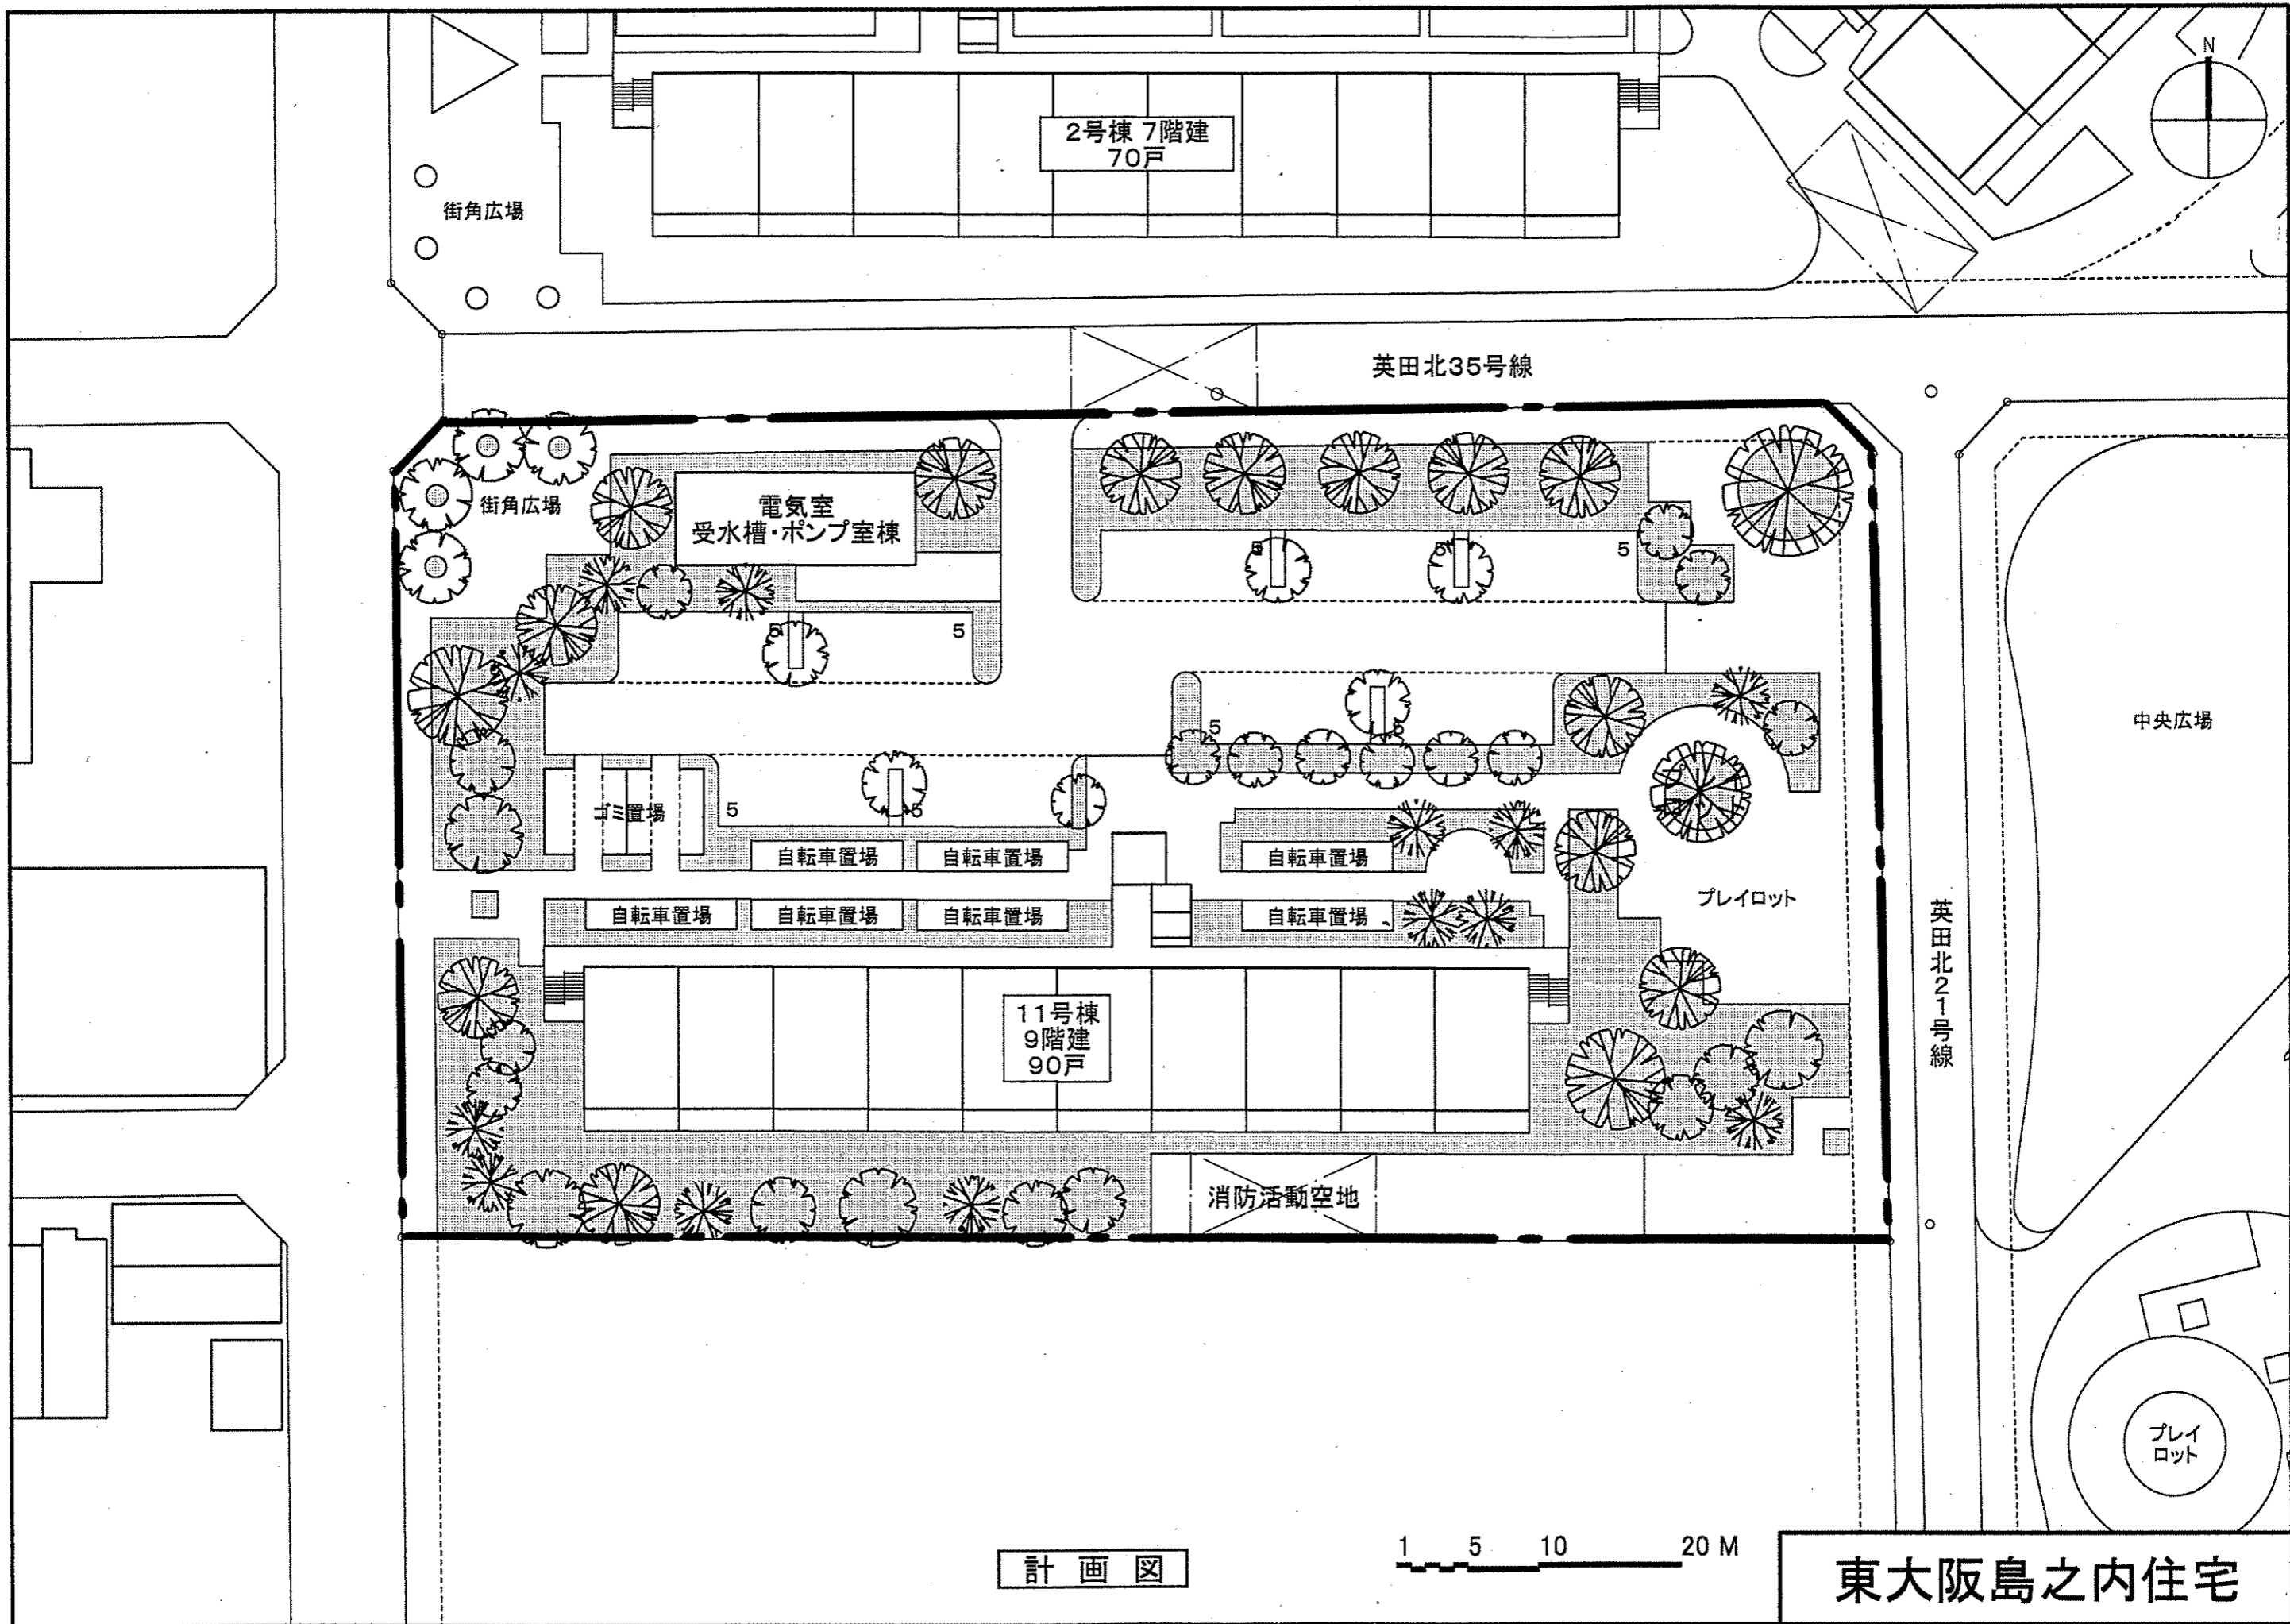 N
2号棟 7階建
70戸
街角広場
英田北35号線
街角広場
電気室
受水槽・ポンプ室棟
5
5
5
5
5
中央広場
5
5
ゴミ置場
5
5
自転車置場
自転車置場
自転車置場
プレイロット
自転車置場
自転車置場
自転車置場
自転車置場
英田北21号線
11号棟
9階建
90戸
消防活動空地
プレイ
ロット
計画図
1 5 10 20 M
東大阪島之内住宅